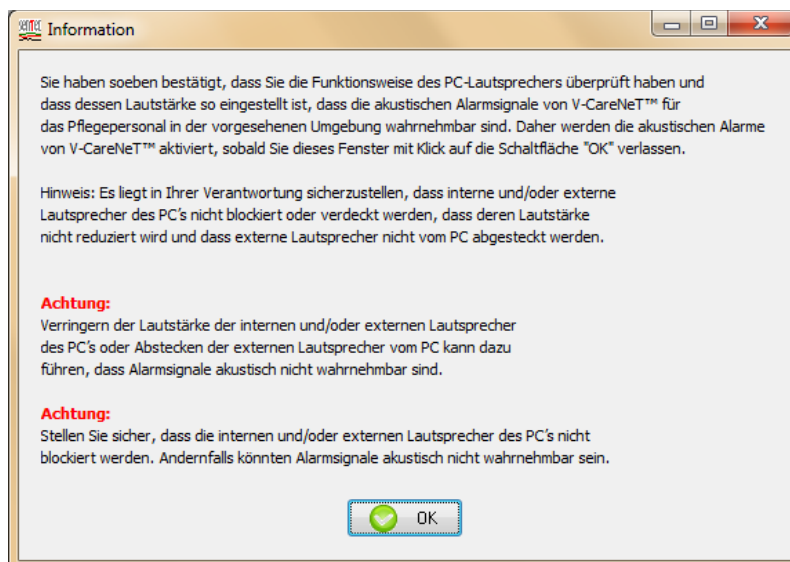 Information
Sie haben soeben bestätigt, dass Sie die Funktionsweise des PC-Lautsprechers überprüft haben und
dass dessen Lautstärke so eingestellt ist, dass die akustischen Alarmsignale von V-CareNeT™ für
das Pflegepersonal in der vorgesehenen Umgebung wahrnehmbar sind. Daher werden die akustischen Alarme
von V-CareNeT™ aktiviert, sobald Sie dieses Fenster mit Klick auf die Schaltfläche "OK" verlassen.
Hinweis: Es liegt in Ihrer Verantwortung sicherzustellen, dass interne und/oder externe
Lautsprecher des PC's nicht blockiert oder verdeckt werden, dass deren Lautstärke
nicht reduziert wird und dass externe Lautsprecher nicht vom PC abgesteckt werden.
Achtung:
Verringern der Lautstärke der internen und/oder externen Lautsprecher
des PC's oder Abstecken der externen Lautsprecher vom PC kann dazu
führen, dass Alarmsignale akustisch nicht wahrnehmbar sind.
Achtung:
Stellen Sie sicher, dass die internen und/oder externen Lautsprecher des PC's nicht
blockiert werden. Andernfalls könnten Alarmsignale akustisch nicht wahrnehmbar sein.
OK